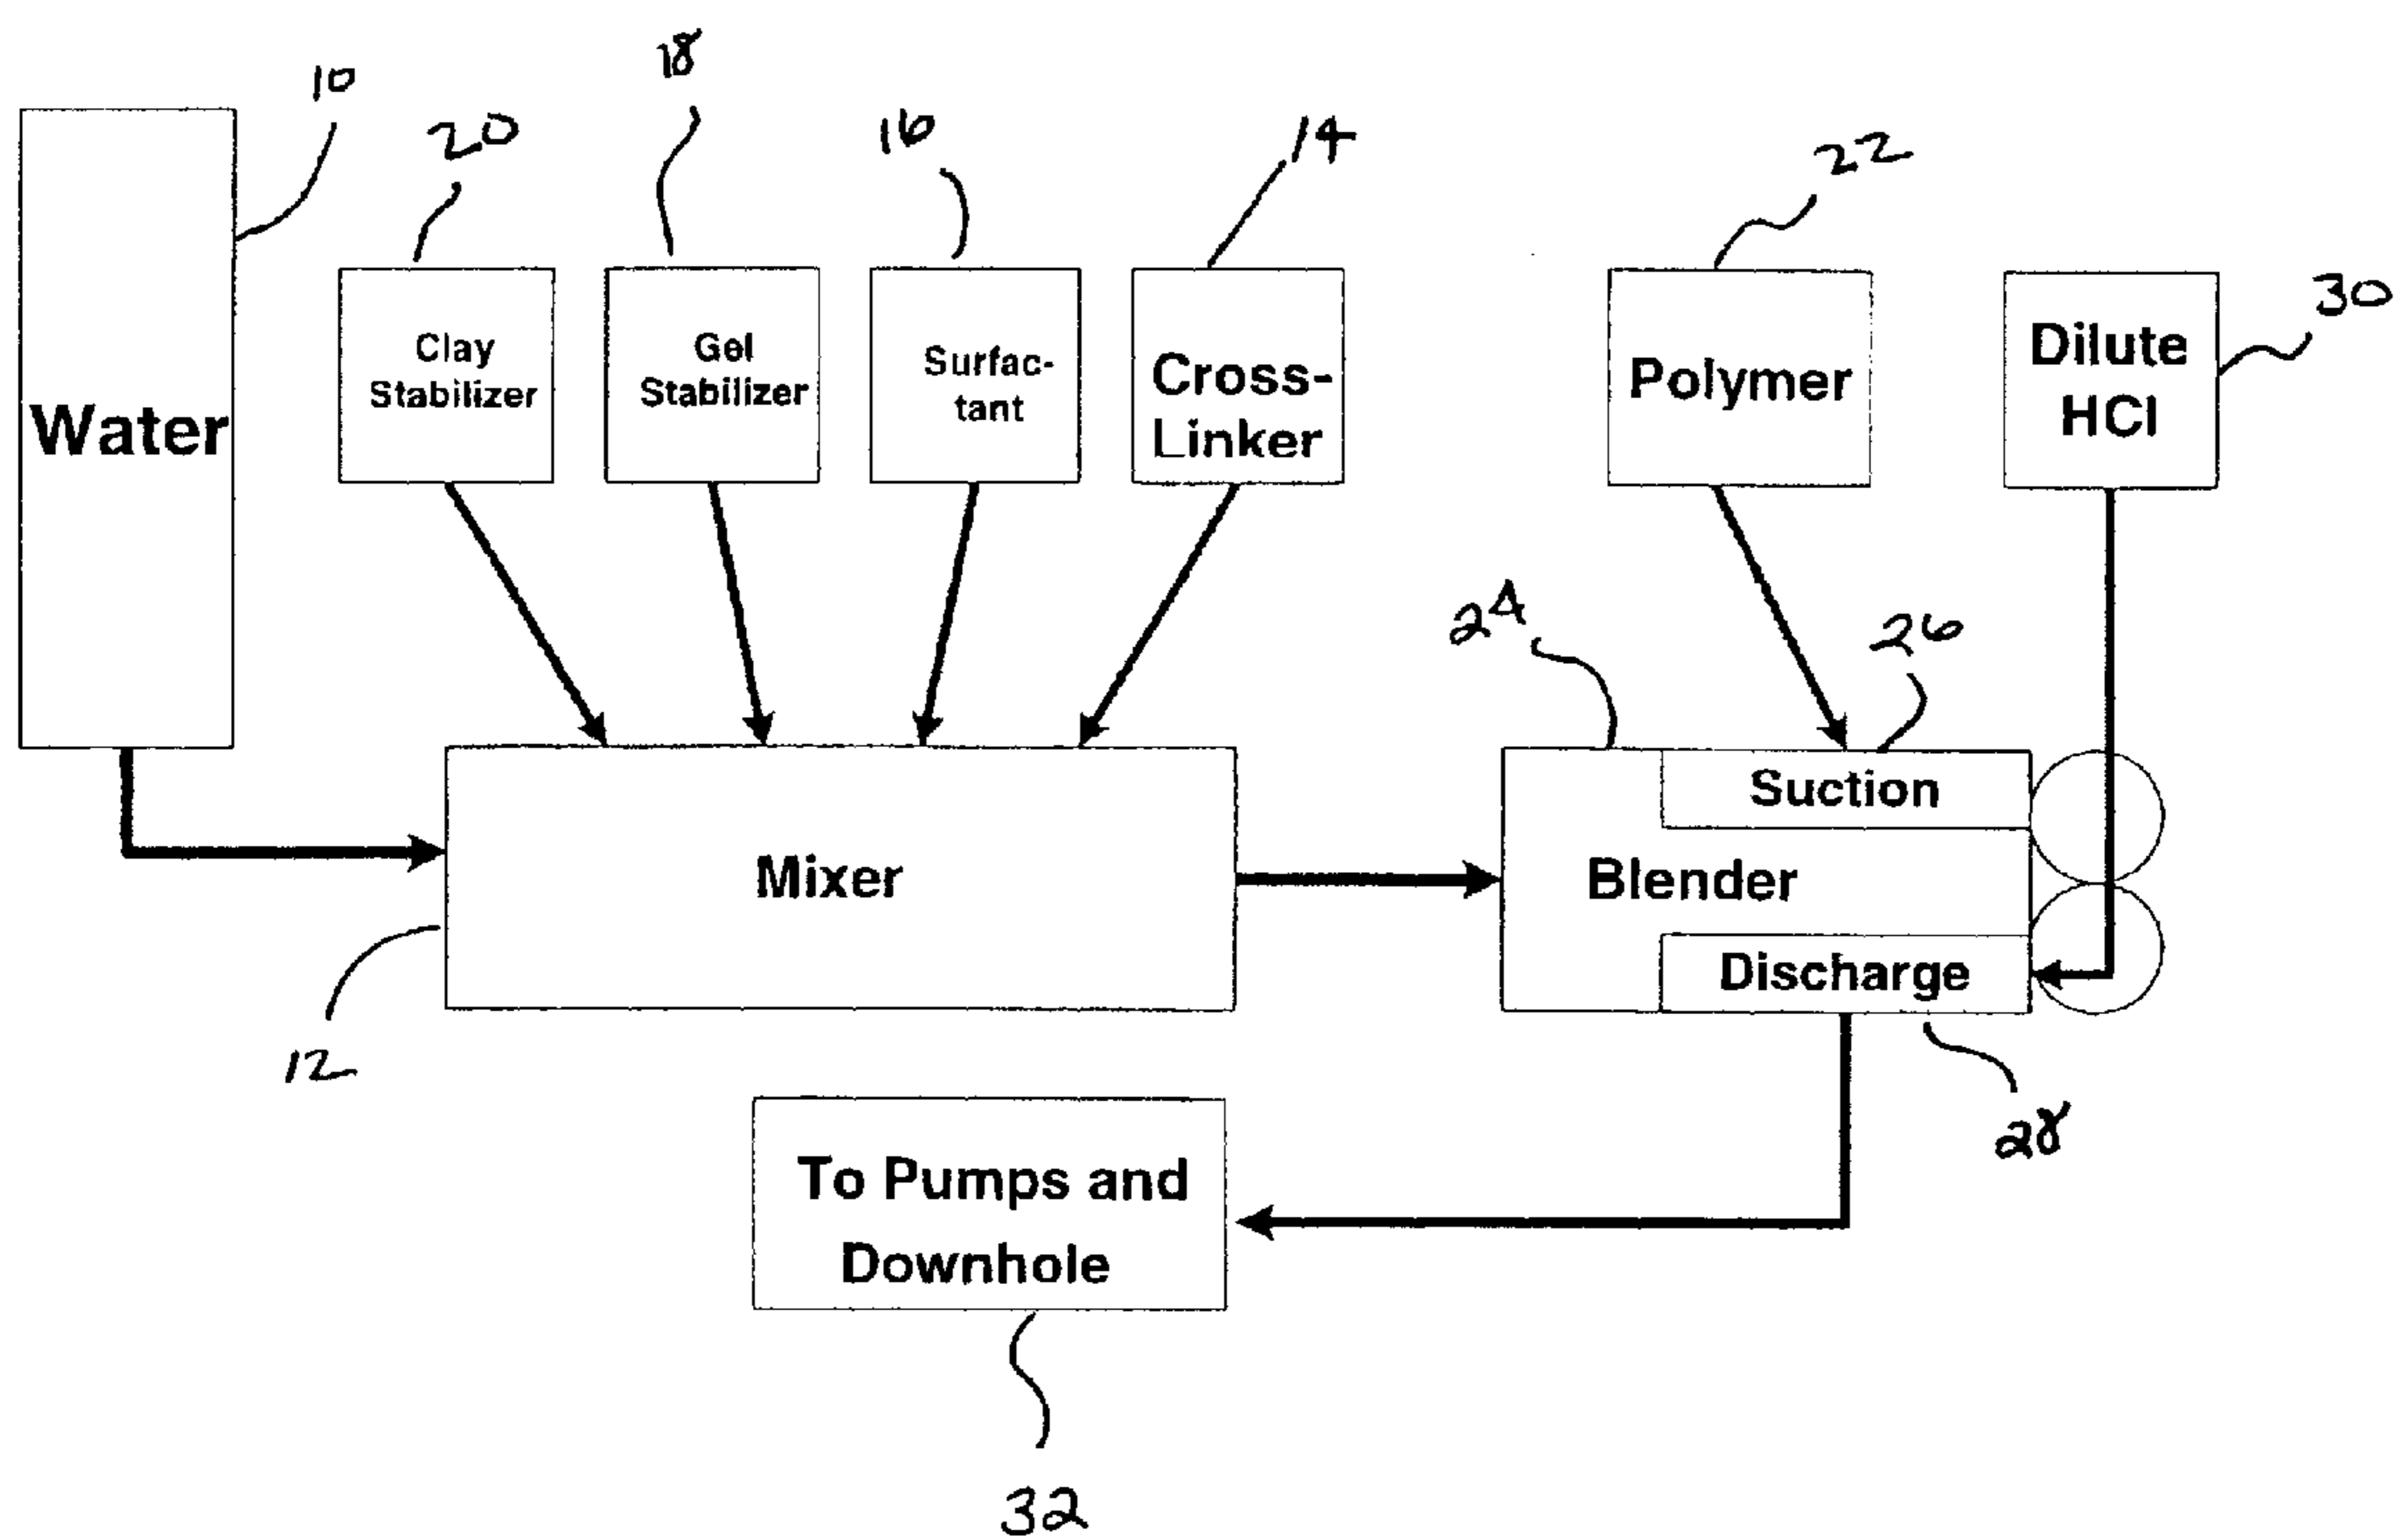 10
20
18
16
14
22
30
Water
Clay
Stabilizer
Gel
Stabilizer
Surfac-
tant
Cross-
Linker
Polymer
Dilute
HCl
24
26
Mixer
Suction
Blender
Discharge
12
28
To Pumps and
Downhole
32